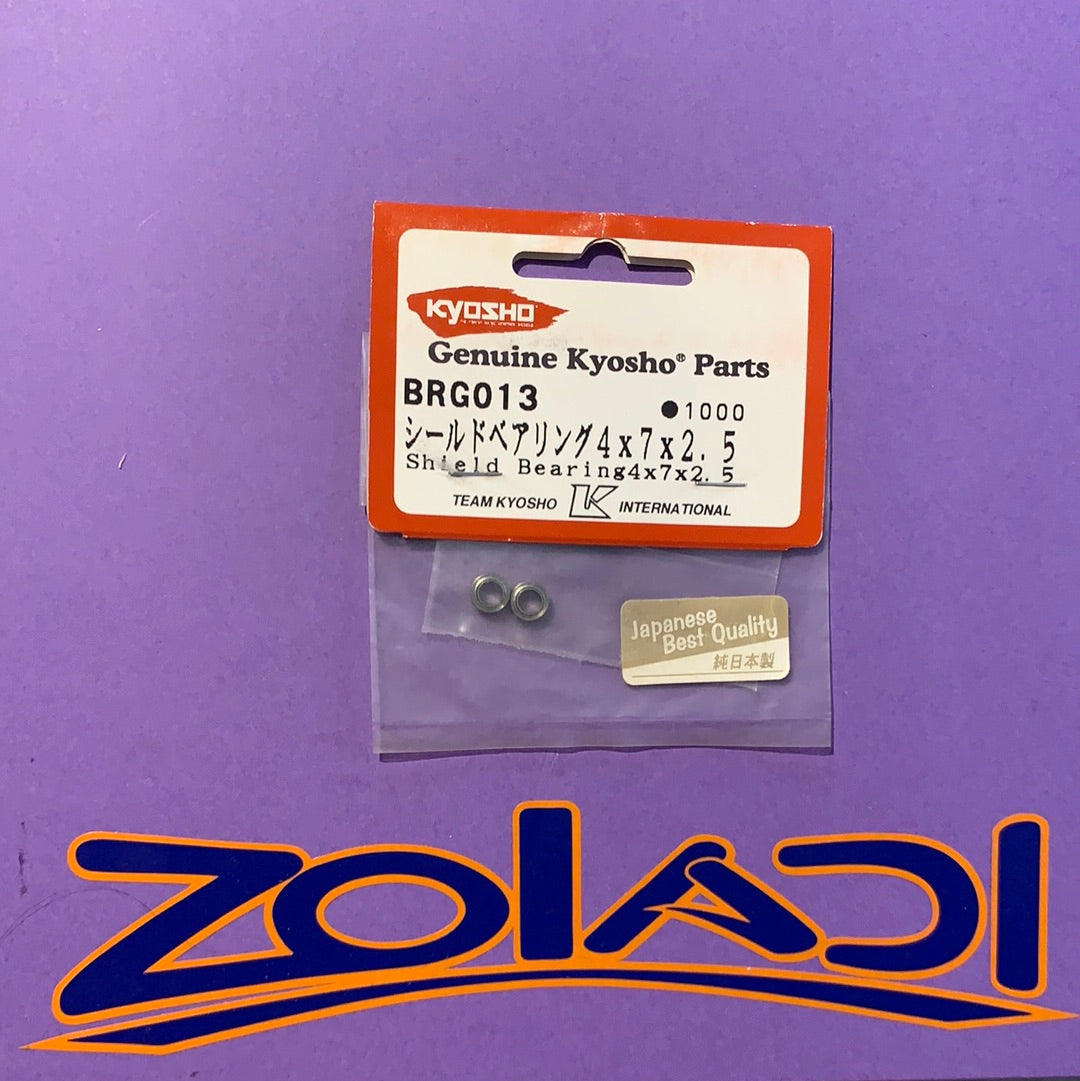 KYOSHO
Genuine Kyosho® Parts
BRG013
●1000
シールドベアリング4x7x2.5
Shield Bearing4x7x2.5
TEAM KYOSHO K INTERNATIONAL
Japanese
Best Quality
純日本製
ZOIADI